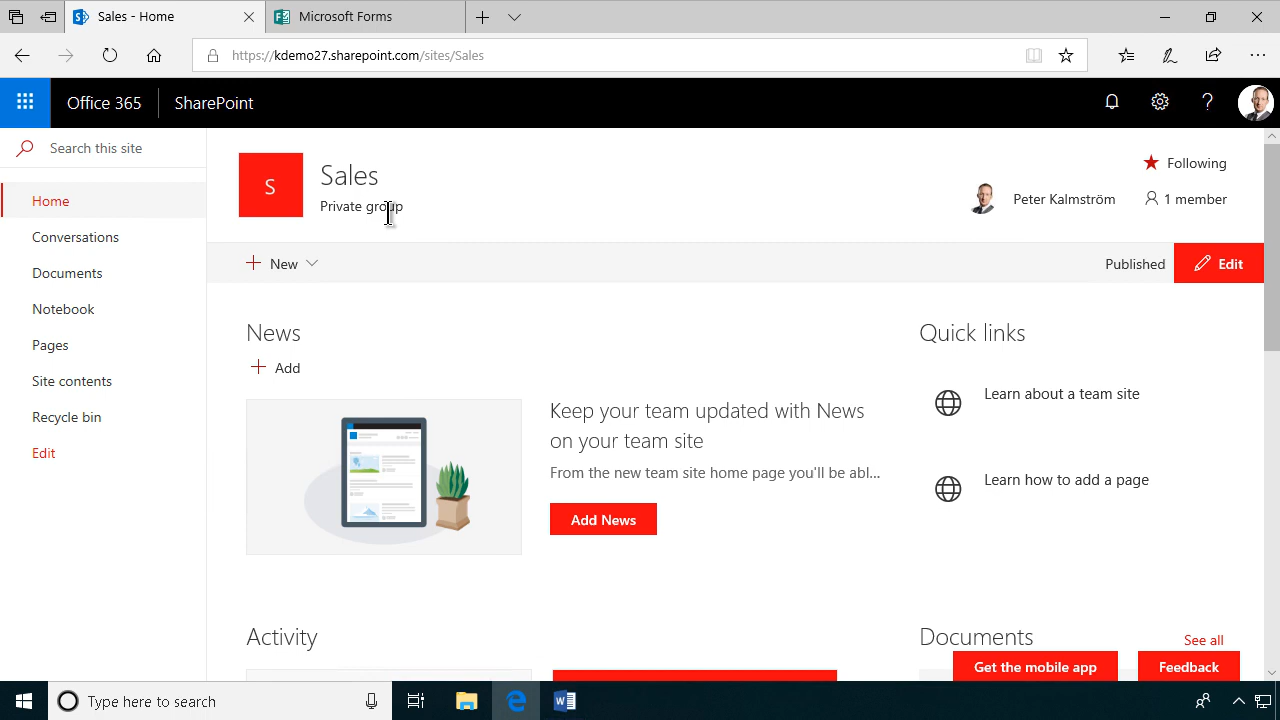 Sales - Home
Microsoft Forms
https://kdemo27.sharepoint.com/sites/Sales
Office 365
SharePoint
Search this site
Home
Conversations
Documents
Notebook
Pages
Site contents
Recycle bin
Edit
S
Sales
Private group
Following
Peter Kalmström
1 member
New
Published
Edit
News
Add
Keep your team updated with News
on your team site
From the new team site home page you'll be abl...
Add News
Quick links
Learn about a team site
Learn how to add a page
Activity
Documents
See all
Get the mobile app
Feedback
Type here to search